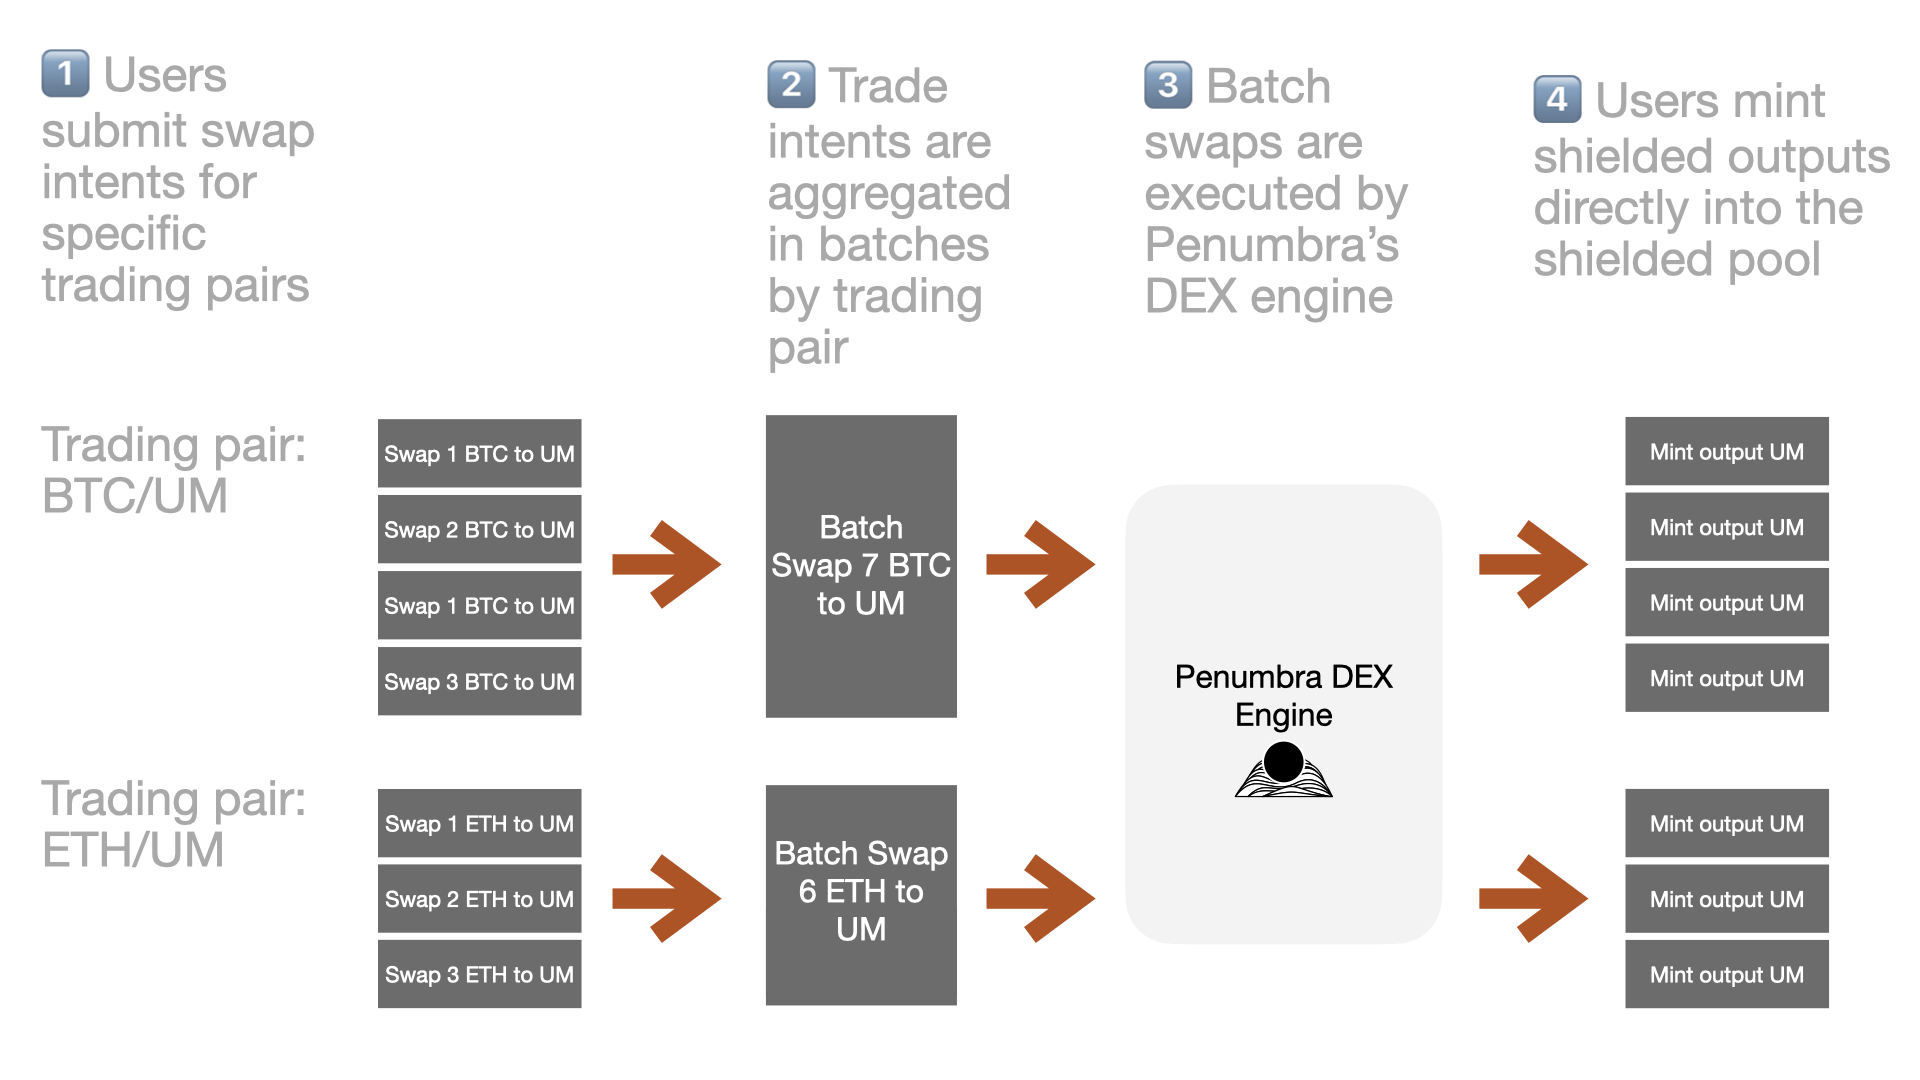 1 Users
submit swap
intents for
specific
trading pairs
2 Trade
intents are
aggregated
in batches
by trading
pair
3 Batch
swaps are
executed by
Penumbra’s
DEX engine
4 Users mint
shielded outputs
directly into the
shielded pool
Trading pair:
BTC/UM
Swap 1 BTC to UM
Swap 2 BTC to UM
Swap 1 BTC to UM
Swap 3 BTC to UM
Batch
Swap 7 BTC
to UM
Penumbra DEX
Engine
Mint output UM
Mint output UM
Mint output UM
Mint output UM
Trading pair:
ETH/UM
Swap 1 ETH to UM
Swap 2 ETH to UM
Swap 3 ETH to UM
Batch Swap
6 ETH to
UM
Mint output UM
Mint output UM
Mint output UM